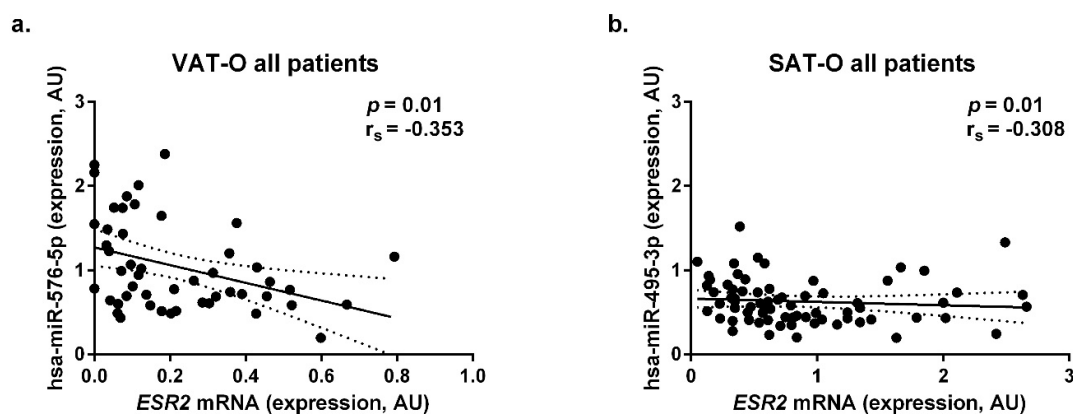 a.
VAT-O all patients
p = 0.01
rs = -0.353
hsa-miR-576-5p (expression, AU)
3
2
1
0
0.0 0.2 0.4 0.6 0.8 1.0
ESR2 mRNA (expression, AU)
b.
SAT-O all patients
p = 0.01
rs = -0.308
hsa-miR-495-3p (expression, AU)
3
2
1
0
0 1 2 3
ESR2 mRNA (expression, AU)